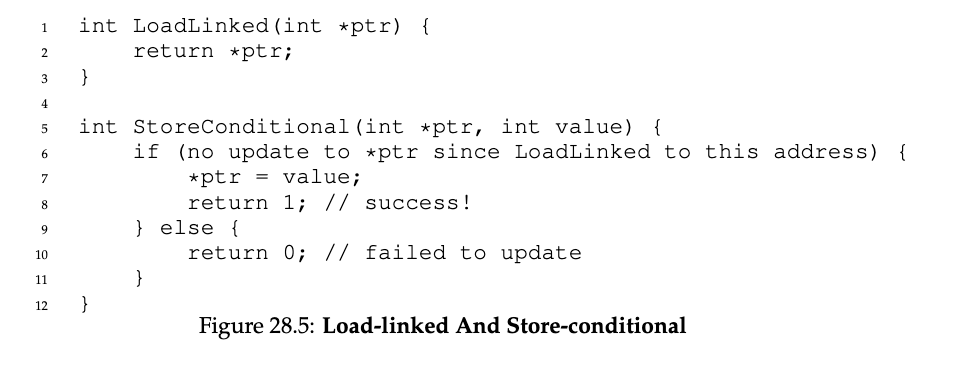 1 int LoadLinked(int *ptr) {
2 return *ptr;
3 }
4
5 int StoreConditional(int *ptr, int value) {
6 if (no update to *ptr since LoadLinked to this address) {
7 *ptr = value;
8 return 1; // success!
9 } else {
10 return 0; // failed to update
11 }
12 }
Figure 28.5: Load-linked And Store-conditional